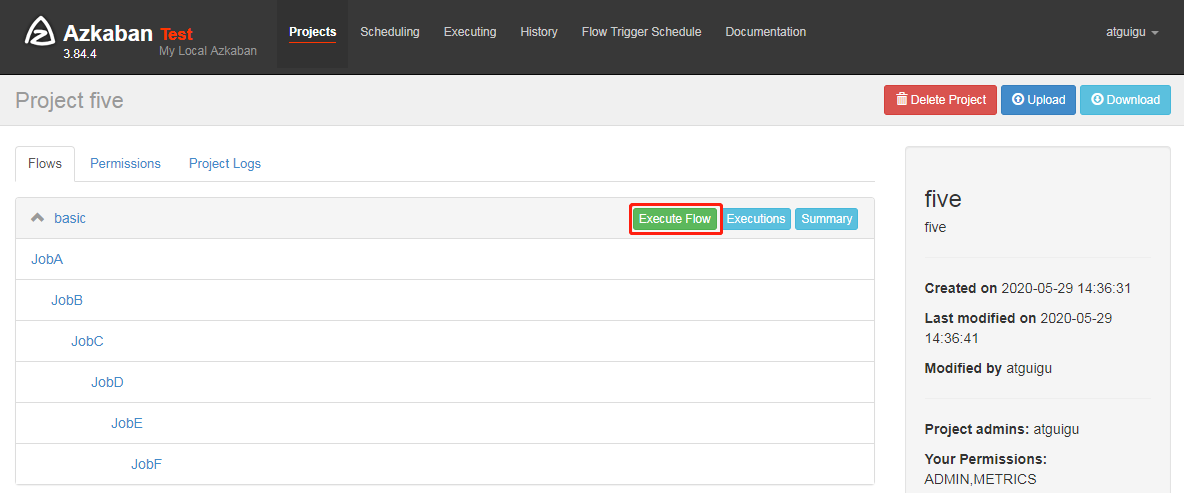 Azkaban Test
3.84.4 My Local Azkaban
Projects Scheduling Executing History Flow Trigger Schedule Documentation atguigu
Project five
Delete Project Upload Download
Flows Permissions Project Logs
basic Execute Flow Executions Summary
JobA
JobB
JobC
JobD
JobE
JobF
five
five
Created on 2020-05-29 14:36:31
Last modified on 2020-05-29
14:36:41
Modified by atguigu
Project admins: atguigu
Your Permissions:
ADMIN,METRICS